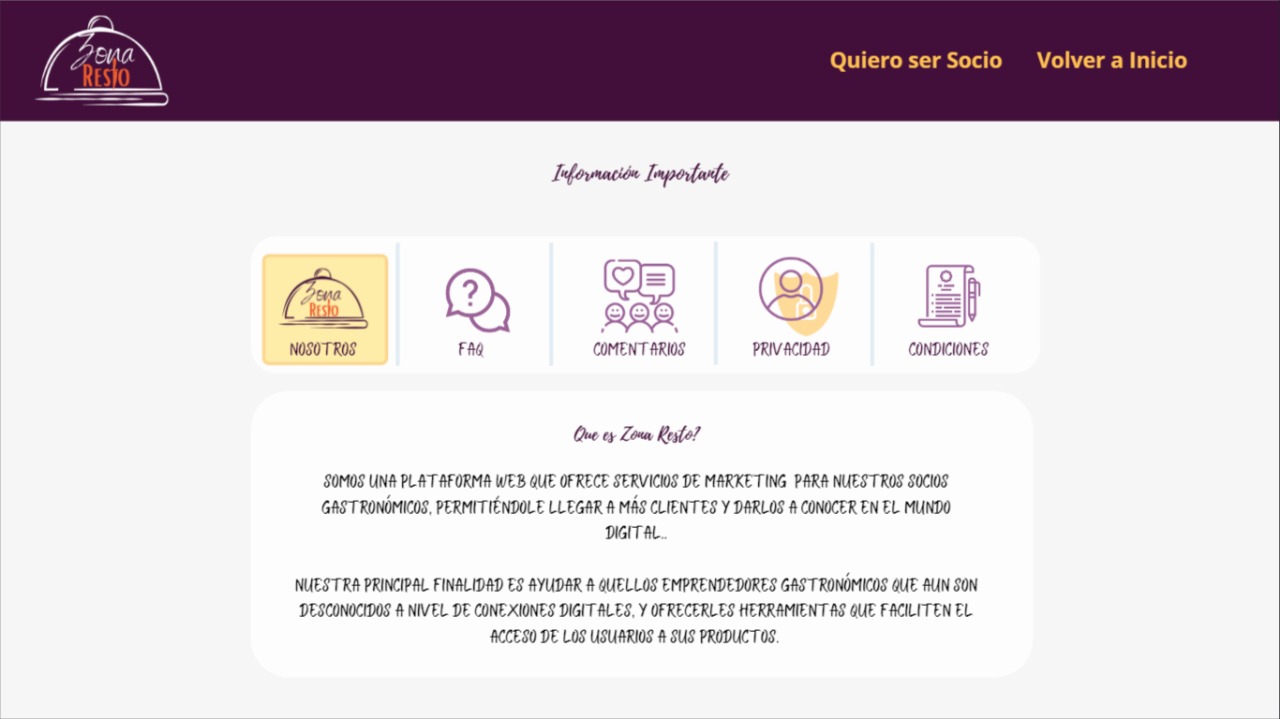 Zona
Resto
Quiero ser Socio
Volver a Inicio
Información Importante
Zona
Resto
NOSOTROS
FAQ
COMENTARIOS
PRIVACIDAD
CONDICIONES
Que es Zona Resto?
SOMOS UNA PLATAFORMA WEB QUE OFRECE SERVICIOS DE MARKETING PARA NUESTROS SOCIOS
GASTRONÓMICOS, PERMITIÉNDOLE LLEGAR A MÁS CLIENTES Y DARLOS A CONOCER EN EL MUNDO
DIGITAL..
NUESTRA PRINCIPAL FINALIDAD ES AYUDAR A QUELLOS EMPRENDEDORES GASTRONÓMICOS QUE AUN SON
DESCONOCIDOS A NIVEL DE CONEXIONES DIGITALES, Y OFRECERLES HERRAMIENTAS QUE FACILITEN EL
ACCESO DE LOS USUARIOS A SUS PRODUCTOS.